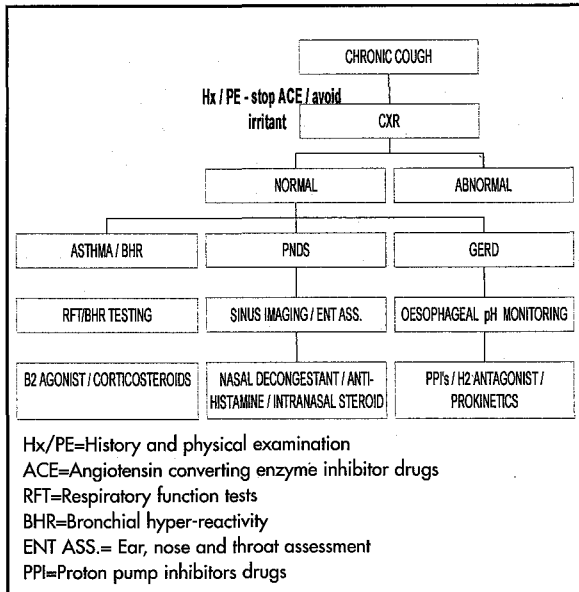 CHRONIC COUGH
Hx / PE - stop ACE / avoid
irritant
CXR
NORMAL
ABNORMAL
ASTHMA / BHR
PNDS
GERD
RFT/BHR TESTING
SINUS IMAGING / ENT ASS.
OESOPHAGEAL pH MONITORING
B2 AGONIST / CORTICOSTEROIDS
NASAL DECONGESTANT / ANTI-
HISTAMINE / INTRANASAL STEROID
PPI's / H2 ANTAGONIST /
PROKINETICS
Hx/PE=History and physical examination
ACE=Angiotensin converting enzyme inhibitor drugs
RFT=Respiratory function tests
BHR=Bronchial hyper-reactivity
ENT ASS.= Ear, nose and throat assessment
PPI=Proton pump inhibitors drugs